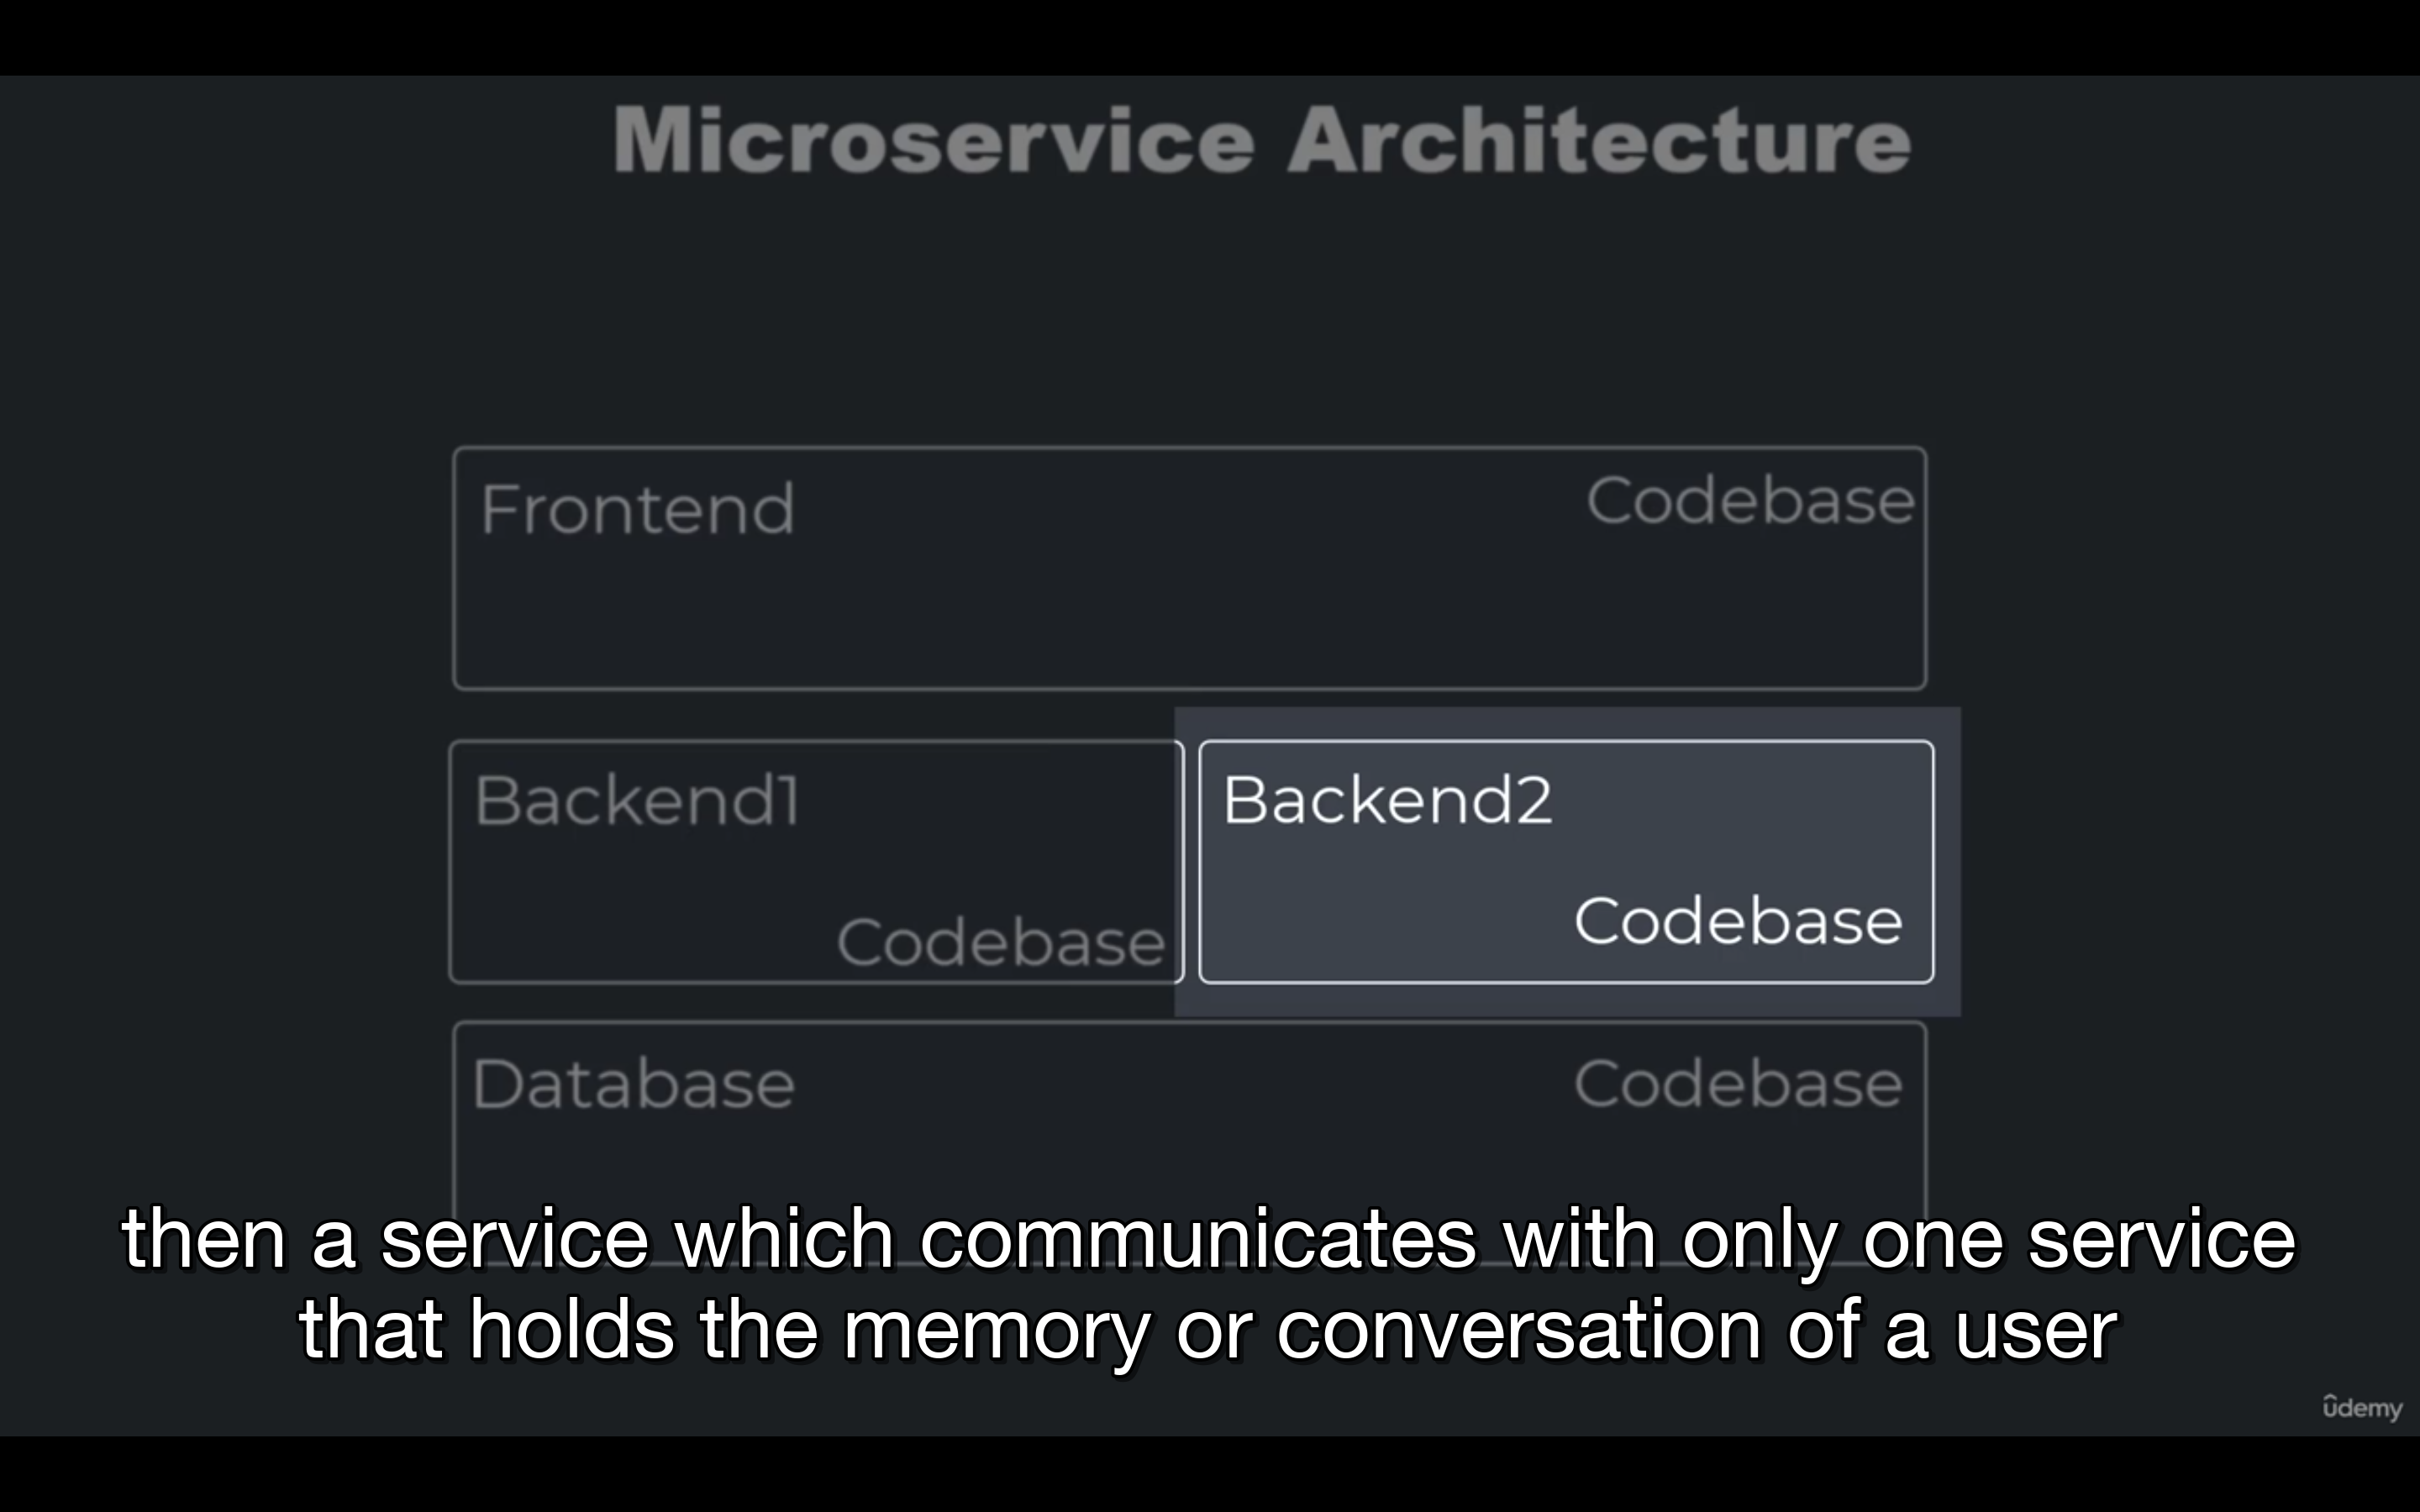 Microservice Architecture
Frontend
Codebase
Backend1
Codebase
Backend2
Codebase
Database
Codebase
then a service which communicates with only one service
that holds the memory or conversation of a user
ûdemy